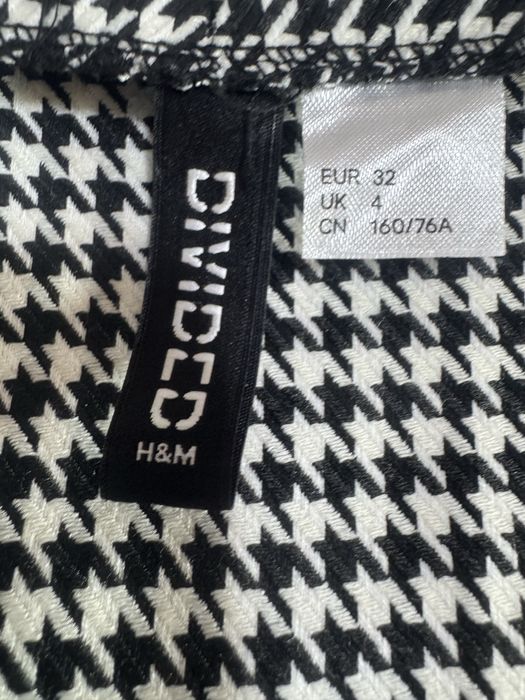 DIVIDED
H&M
EUR 32
UK 4
CN 160/76A